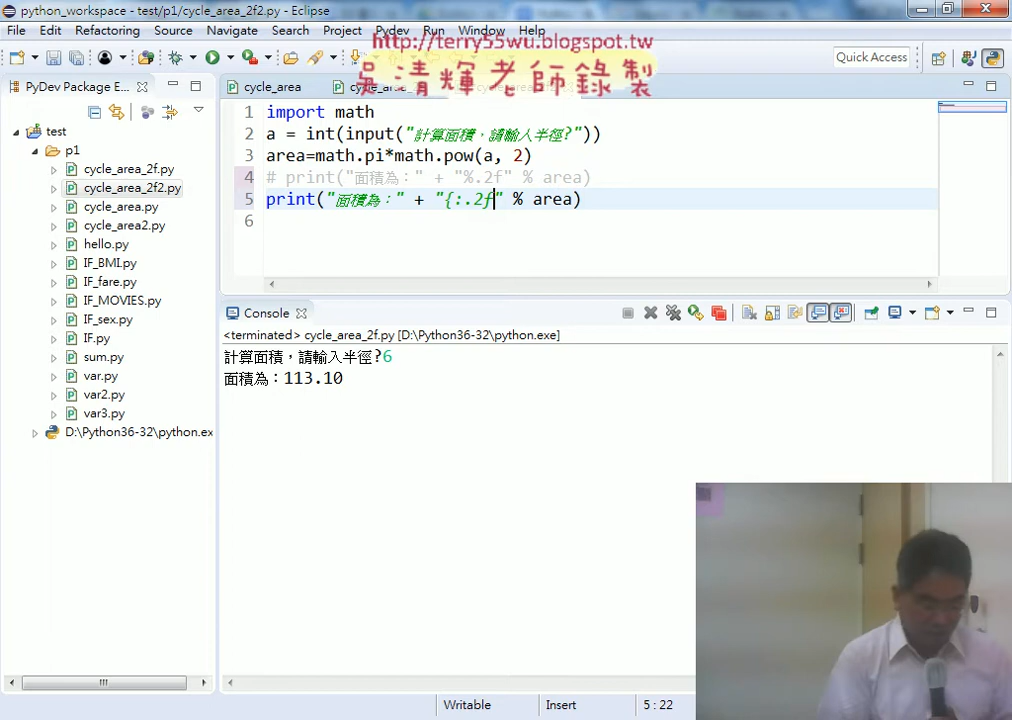 python_workspace - test/p1/cycle_area_2f2.py - Eclipse
File Edit Refactoring Source Navigate Search Project Pydev Run Window Help
http://terry55wu.blogspot.tw
吳清輝老師錄製
Quick Access
PyDev Package E...
cycle_area
test
p1
cycle_area_2f.py
cycle_area_2f2.py
cycle_area.py
cycle_area2.py
hello.py
IF_BMI.py
IF_fare.py
IF_MOVIES.py
IF_sex.py
IF.py
sum.py
var.py
var2.py
var3.py
D:\Python36-32\python.ex
1 import math
2 a = int(input("計算面積，請輸入半徑?"))
3 area=math.pi*math.pow(a, 2)
4 # print("面積為：" + "%.2f" % area)
5 print("面積為：" + "{:.2f" % area)
6
Console
<terminated> cycle_area_2f.py [D:\Python36-32\python.exe]
計算面積，請輸入半徑?6
面積為：113.10
Writable Insert 5 : 22